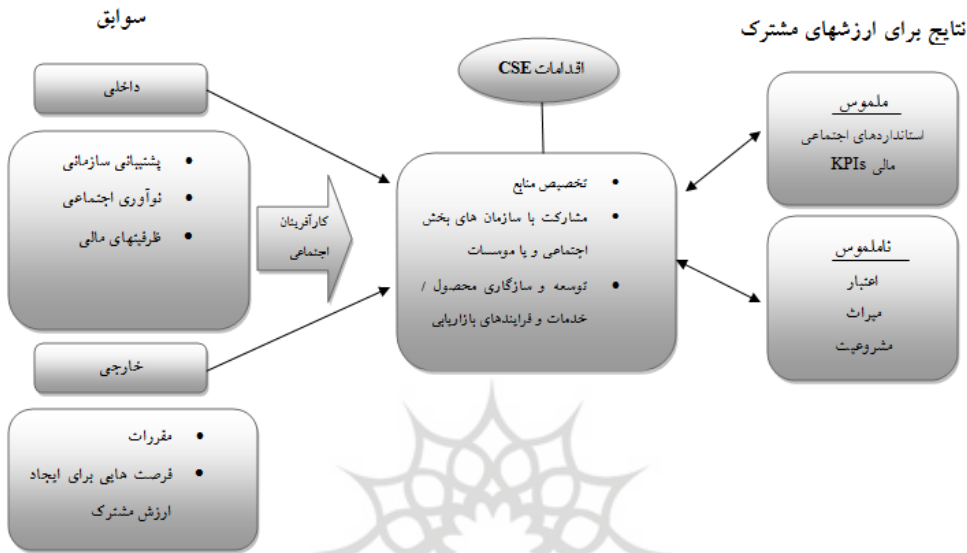 سوابق
نتایج برای ارزشهای مشترک
داخلی
• پشتیبانی سازمانی
• نوآوری اجتماعی
• ظرفیتهای مالی
خارجی
• مقررات
• فرصت هایی برای ایجاد
ارزش مشترک
کارآفرینان
اجتماعی
اقدامات CSE
• تخصیص منابع
• مشارکت با سازمان های بخش
اجتماعی و یا موسسات
• توسعه و سازگاری محصول /
خدمات و فرایندهای بازاریابی
ملموس
استانداردهای اجتماعی
مالی KPIs
ناملموس
اعتبار
میراث
مشروعیت